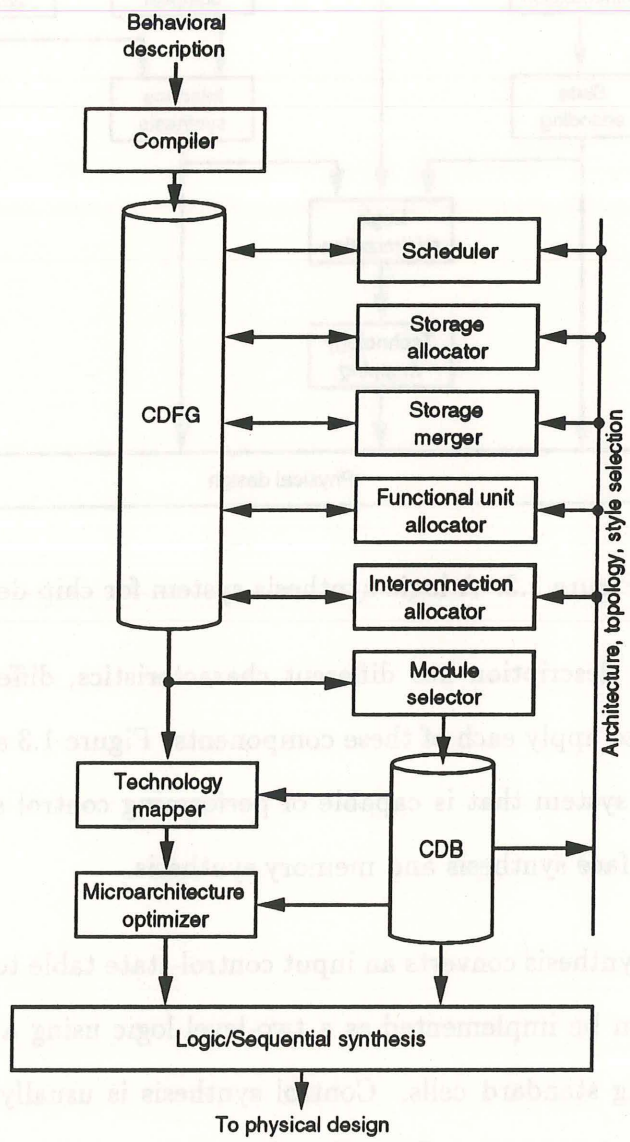 Behavioral
description
Compiler
CDFG
Scheduler
Storage
allocator
Storage
merger
Functional unit
allocator
Interconnection
allocator
Architecture, topology, style selection
Module
selector
Technology
mapper
CDB
Microarchitecture
optimizer
Logic/Sequential synthesis
To physical design